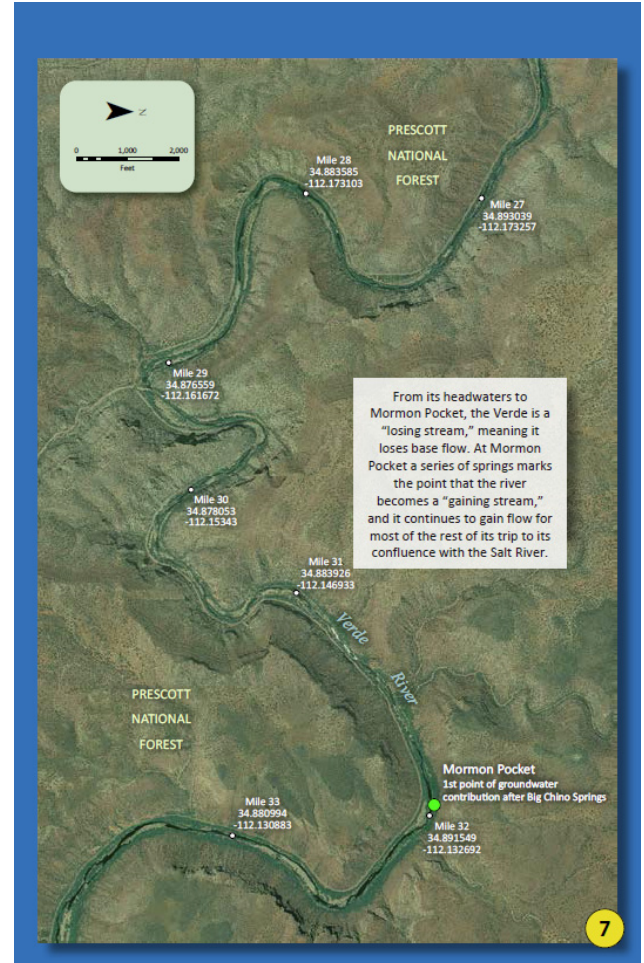 N
0 1,000 2,000
Feet
PRESCOTT
NATIONAL
FOREST
Mile 28
34.883585
-112.173103
Mile 27
34.893039
-112.173257
Mile 29
34.876559
-112.161672
From its headwaters to
Mormon Pocket, the Verde is a
“losing stream,” meaning it
loses base flow. At Mormon
Pocket a series of springs marks
the point that the river
becomes a “gaining stream,”
and it continues to gain flow for
most of the rest of its trip to its
confluence with the Salt River.
Mile 30
34.878053
-112.15343
Mile 31
34.883926
-112.146933
Verde
River
PRESCOTT
NATIONAL
FOREST
Mormon Pocket
1st point of groundwater
contribution after Big Chino Springs
Mile 33
34.880994
-112.130883
Mile 32
34.891549
-112.132692
7